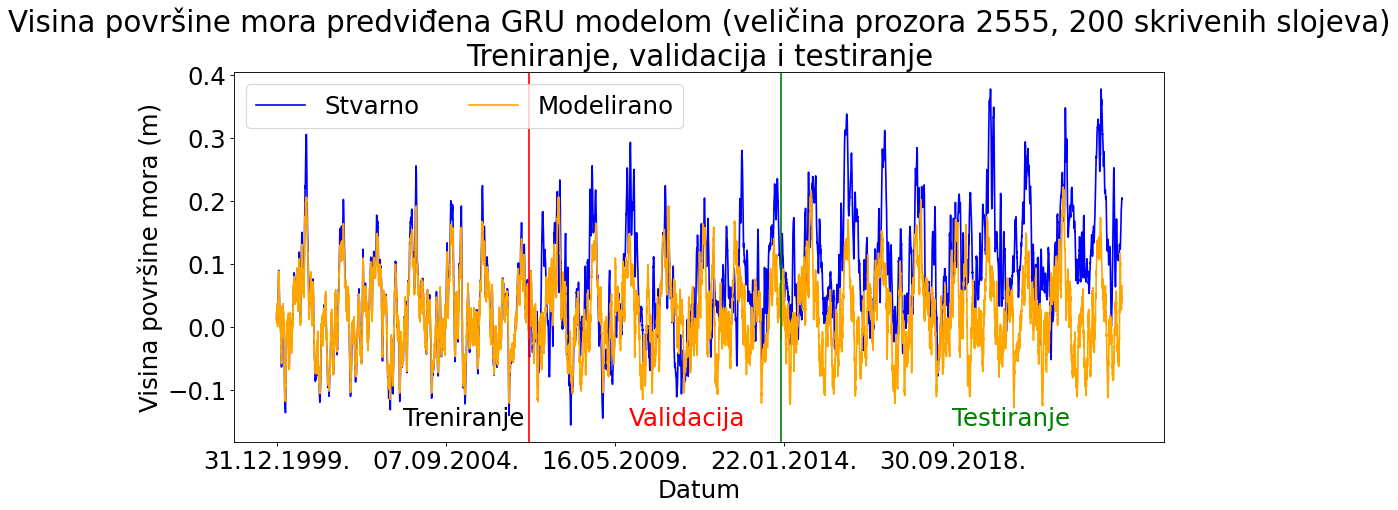 Visina površine mora predviđena GRU modelom (veličina prozora 2555, 200 skrivenih slojeva)
Treniranje, validacija i testiranje
Stvarno
Modelirano
Visina površine mora (m)
0.4
0.3
0.2
0.1
0.0
−0.1
Treniranje
Validacija
Testiranje
31.12.1999.
07.09.2004.
16.05.2009.
22.01.2014.
30.09.2018.
Datum